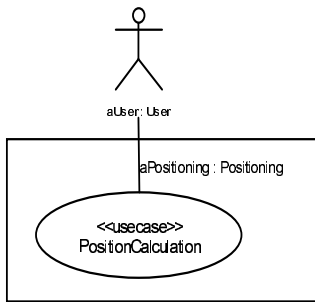 aUser: User
aPositioning : Positioning
<<usecase>>
PositionCalculation